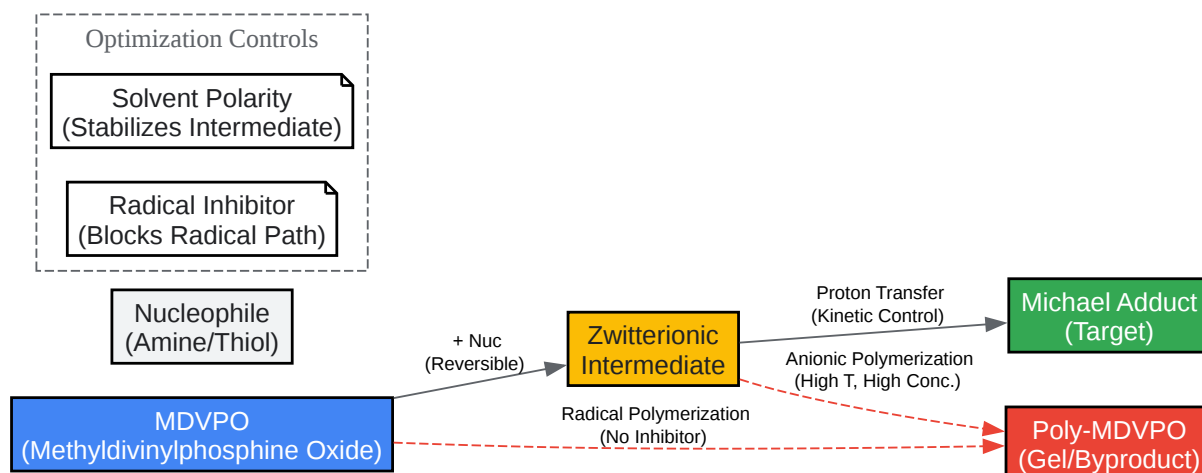 Optimization Controls
Solvent Polarity
(Stabilizes Intermediate)
Radical Inhibitor
(Blocks Radical Path)
Nucleophile
(Amine/Thiol)
MDVPO
(Methyldivinylphosphine Oxide)
+ Nuc
(Reversible)
Zwitterionic
Intermediate
Proton Transfer
(Kinetic Control)
Anionic Polymerization
(High T, High Conc.)
Radical Polymerization
(No Inhibitor)
Michael Adduct
(Target)
Poly-MDVPO
(Gel/Byproduct)